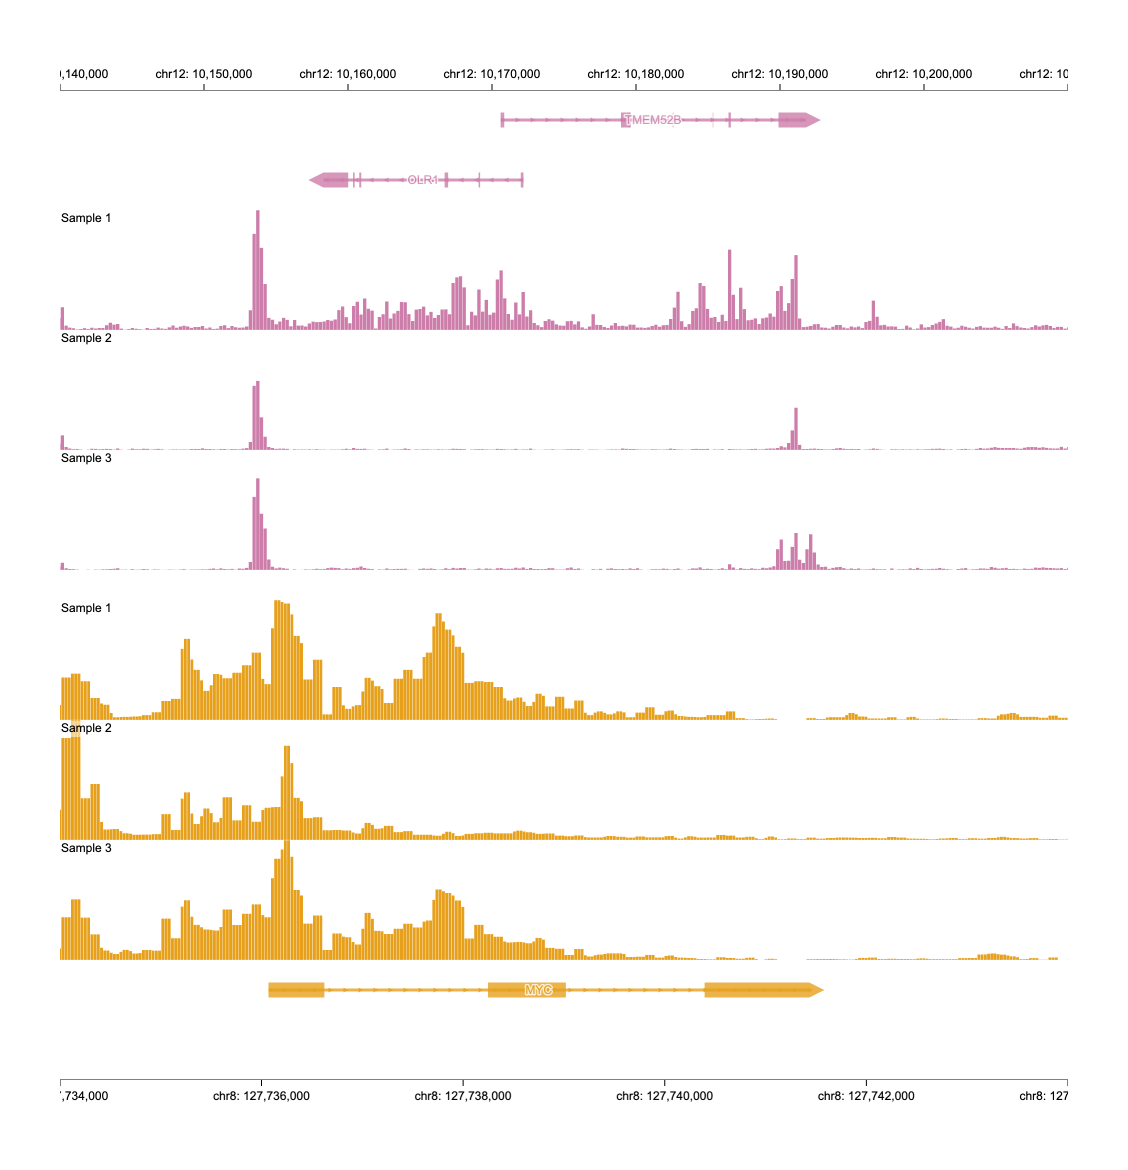 ,140,000 chr12: 10,150,000 chr12: 10,160,000 chr12: 10,170,000 chr12: 10,180,000 chr12: 10,190,000 chr12: 10,200,000 chr12: 10
TMEM52B
OLR1
Sample 1
Sample 2
Sample 3
Sample 1
Sample 2
Sample 3
MYC
,734,000 chr8: 127,736,000 chr8: 127,738,000 chr8: 127,740,000 chr8: 127,742,000 chr8: 127